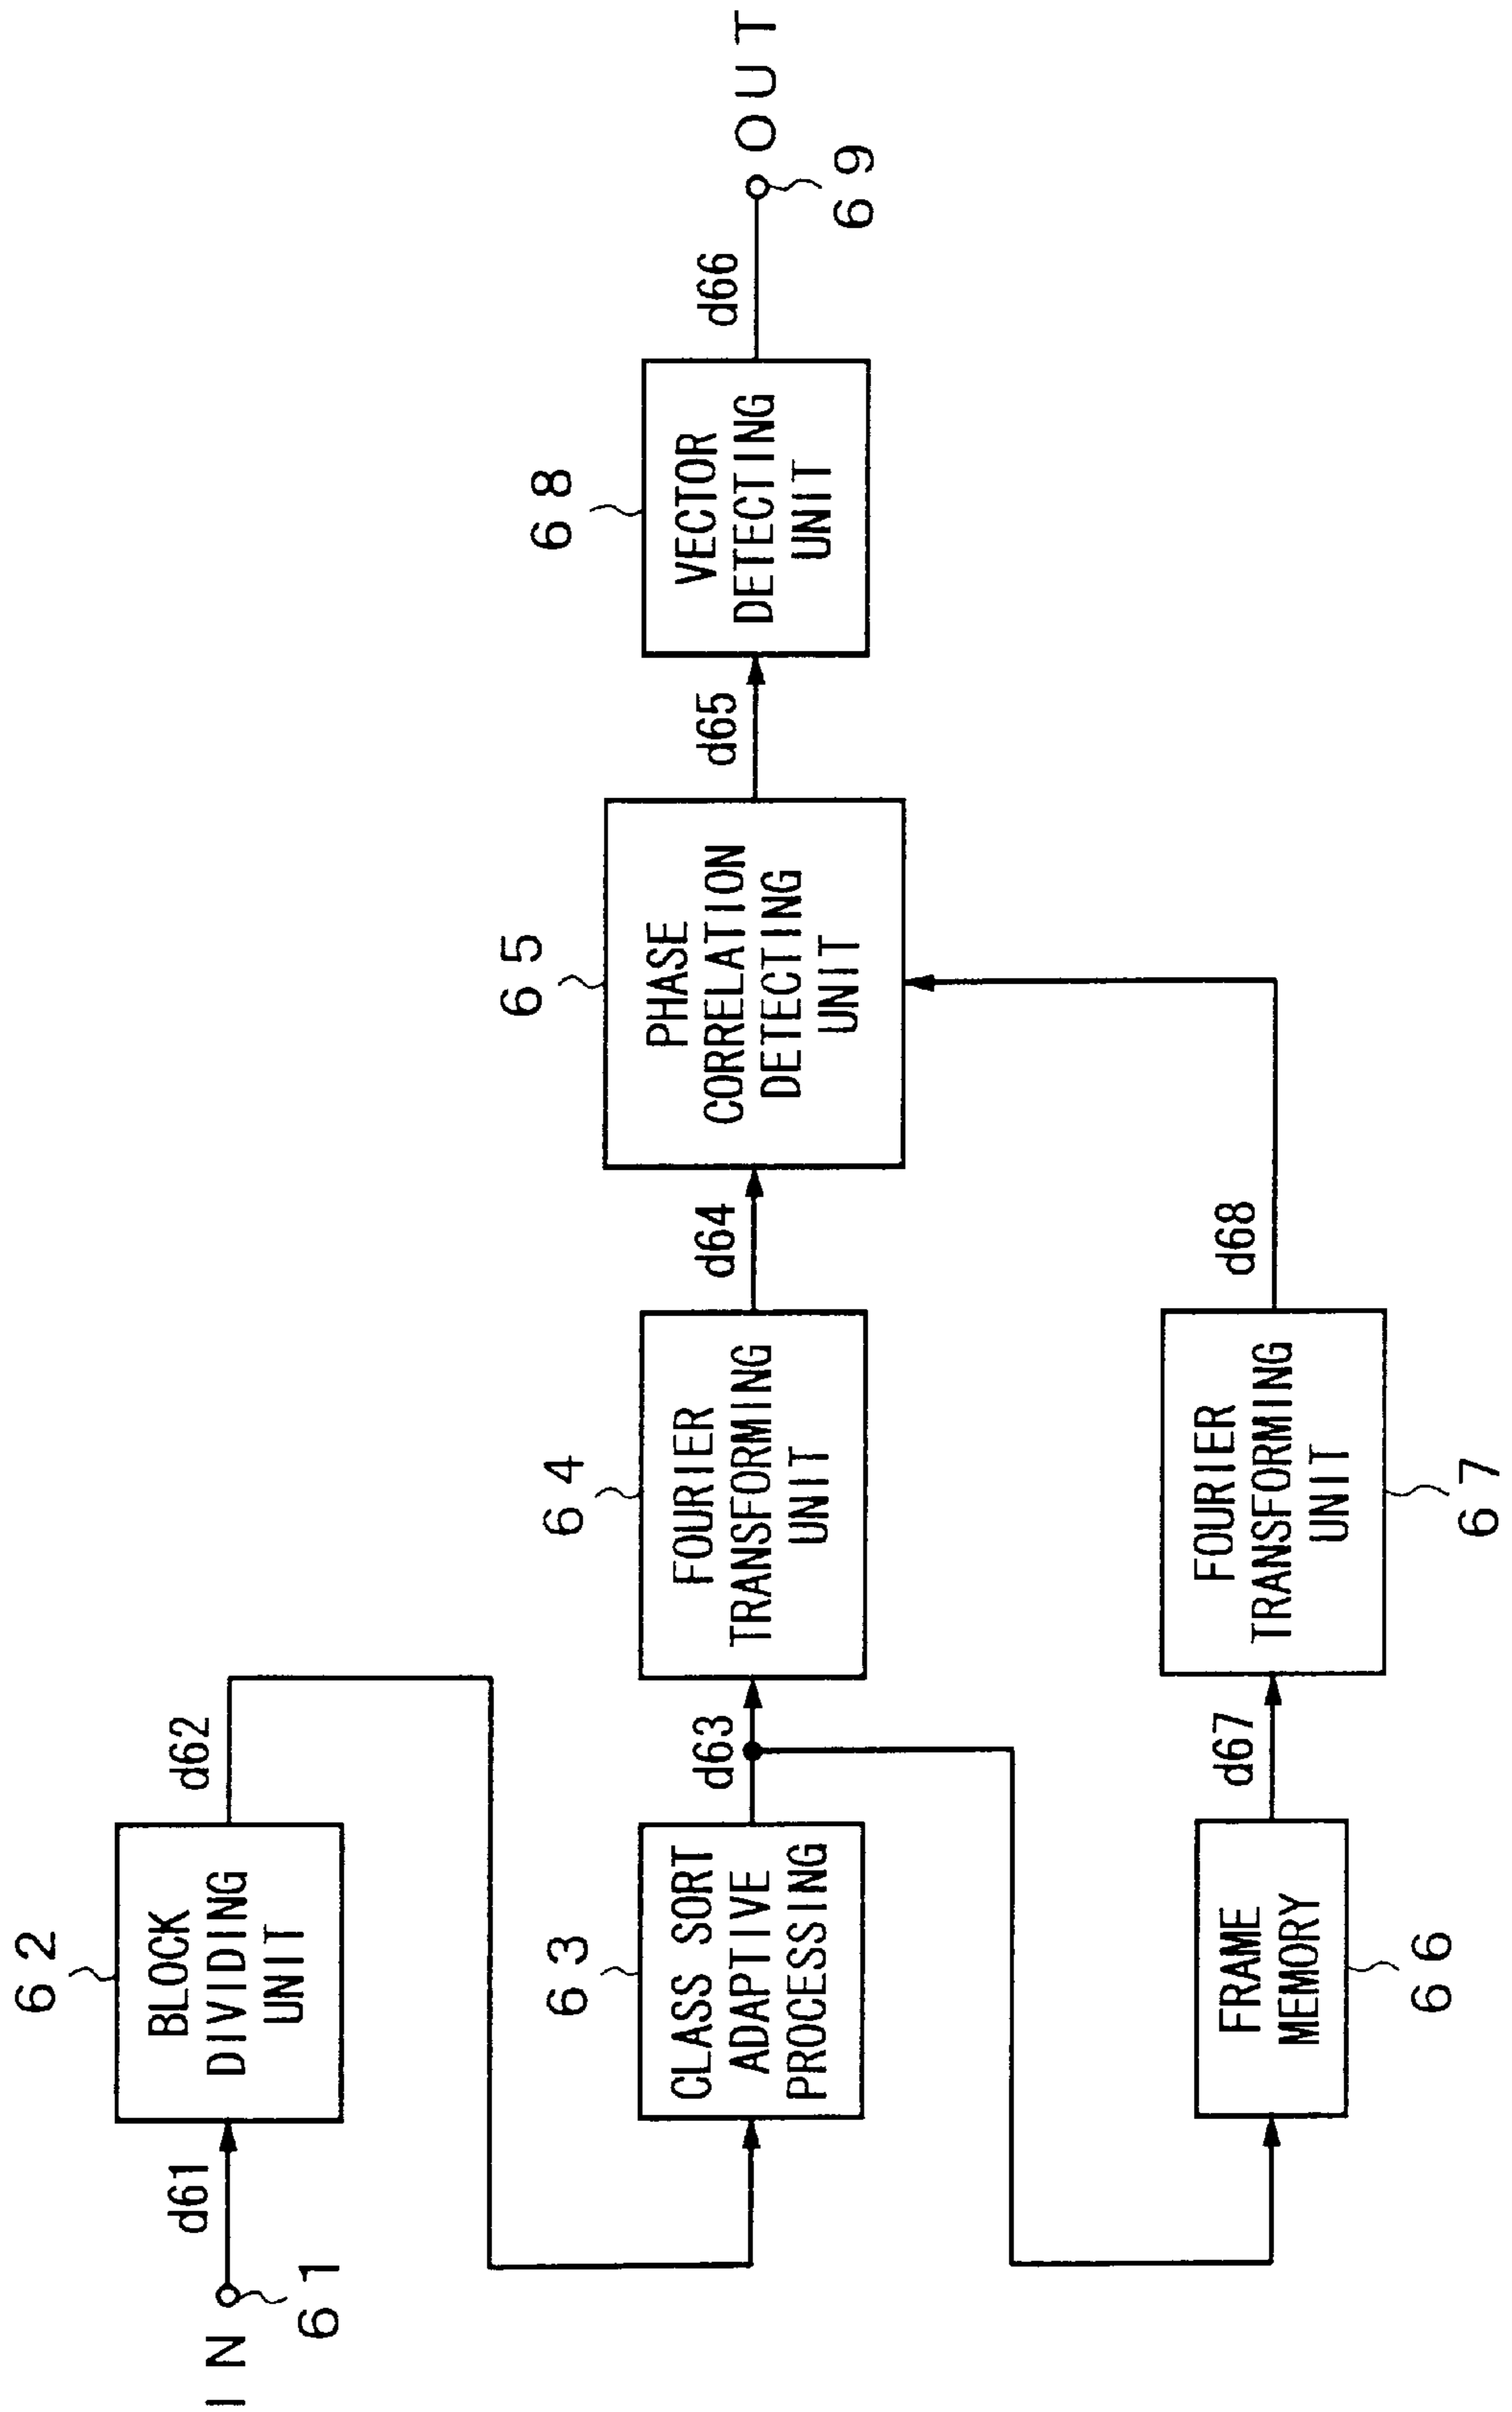 IN
61
d61
62
BLOCK
DIVIDING
UNIT
d62
63
CLASS SORT
ADAPTIVE
PROCESSING
d63
64
FOURIER
TRANSFORMING
UNIT
d64
65
PHASE
CORRELATION
DETECTING
UNIT
d65
68
VECTOR
DETECTING
UNIT
d66
69
OUT
FRAME
MEMORY
66
d67
FOURIER
TRANSFORMING
UNIT
67
d68